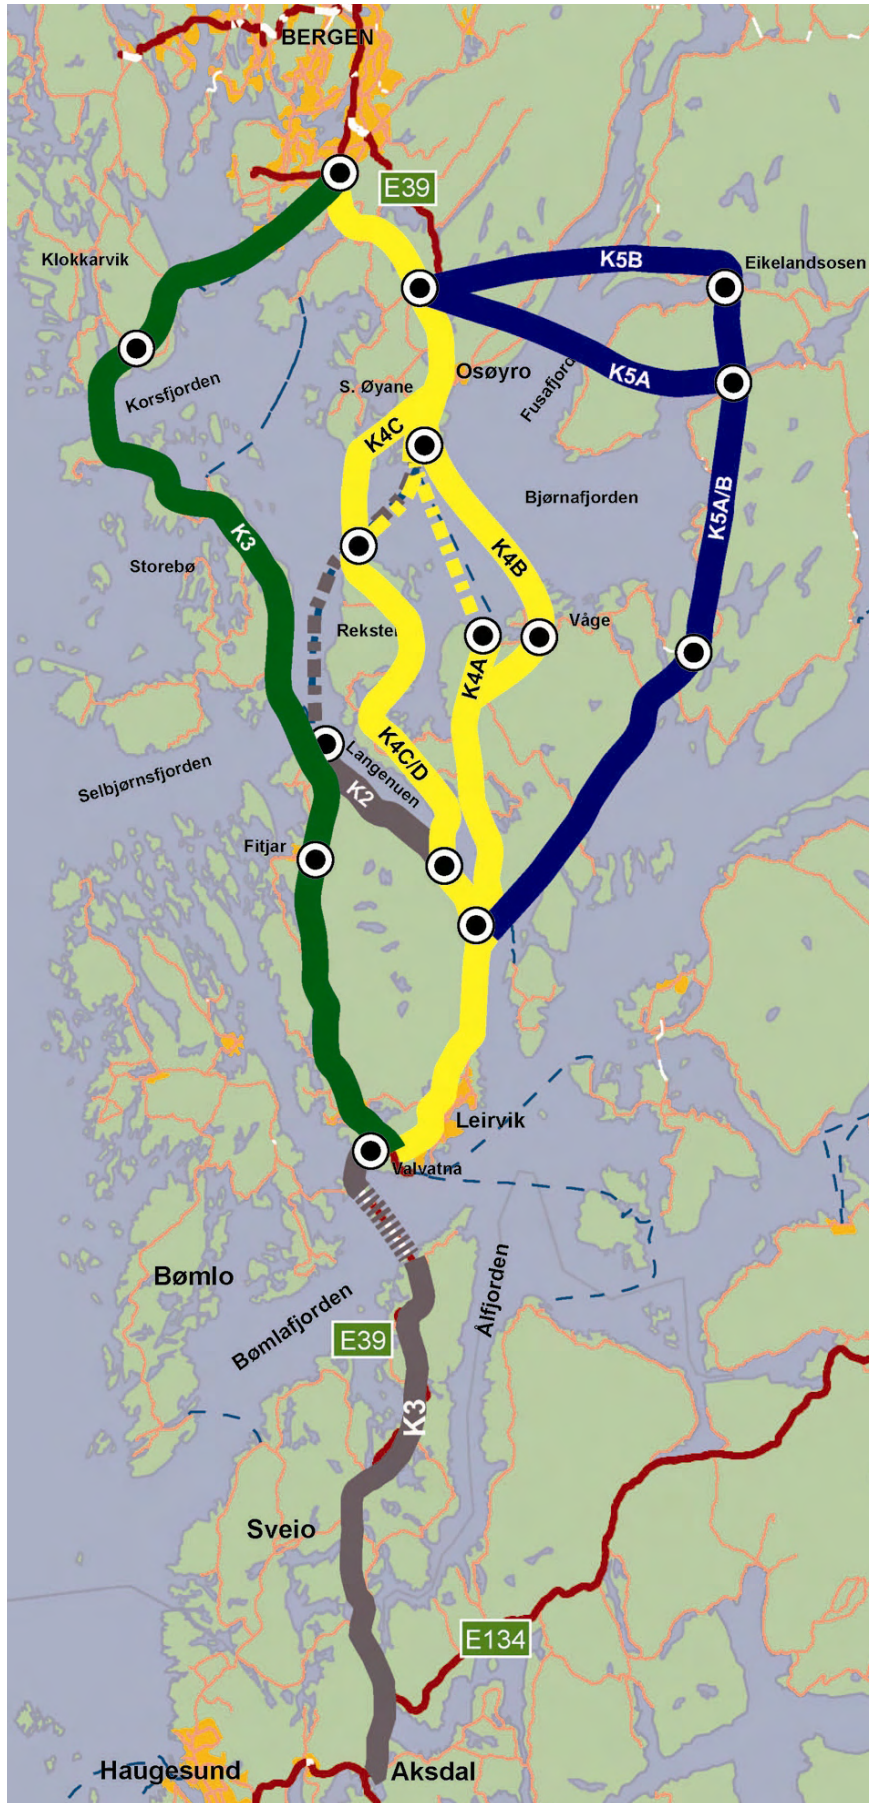 BERGEN
E39
Klokkarvik
K5B
Eikelandsosen
Osøyro
K5A
Fusafjord
S. Øyane
Korsfjorden
K4C
K5A/B
Bjørnafjorden
K3
K4B
Storebø
Våge
Rekster
K4A
K4C/D
Langenuen
Selbjørnsfjorden
K2
Fitjar
Leirvik
Valvatna
Bømlo
Ålfjorden
Bømlafjorden
E39
K3
Sveio
E134
Haugesund
Aksdal